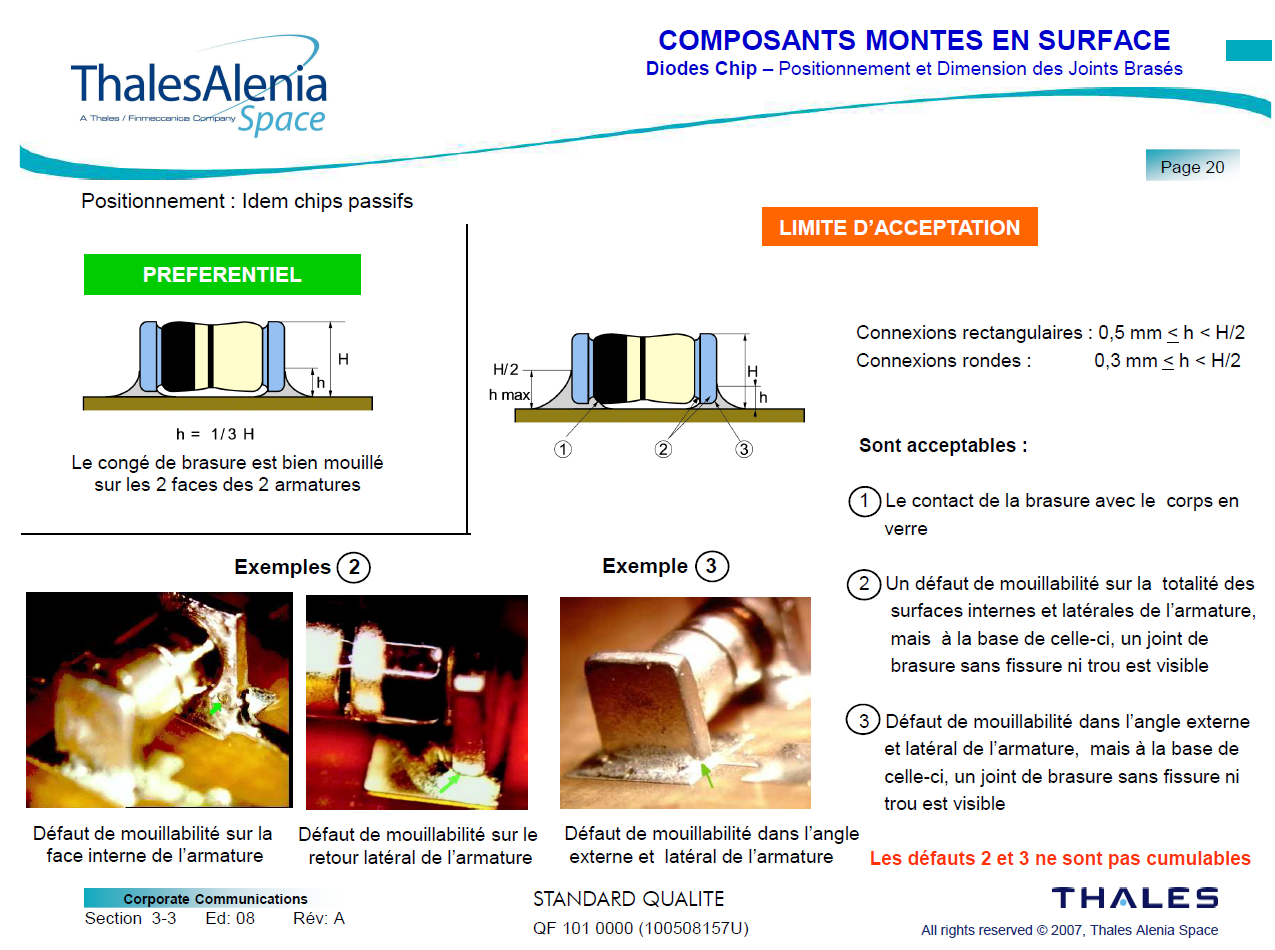 COMPOSANTS MONTES EN SURFACE
Diodes Chip – Positionnement et Dimension des Joints Brasés
ThalesAlenia
A Thales / Finmeccanica Company
Space
Page 20
Positionnement : Idem chips passifs
LIMITE D’ACCEPTATION
PREFERENTIEL
H
h
h = 1/3 H
Le congé de brasure est bien mouillé
sur les 2 faces des 2 armatures
H/2
h max
H
h
1
2
3
Connexions rectangulaires : 0,5 mm ≤ h < H/2
Connexions rondes : 0,3 mm ≤ h < H/2
Sont acceptables :
1 Le contact de la brasure avec le corps en
verre
2 Un défaut de mouillabilité sur la totalité des
surfaces internes et latérales de l’armature,
mais à la base de celle-ci, un joint de
brasure sans fissure ni trou est visible
3 Défaut de mouillabilité dans l’angle externe
et latéral de l’armature, mais à la base de
celle-ci, un joint de brasure sans fissure ni
trou est visible
Les défauts 2 et 3 ne sont pas cumulables
Exemples 2
Exemple 3
Défaut de mouillabilité sur la
face interne de l’armature
Défaut de mouillabilité sur le
retour latéral de l’armature
Défaut de mouillabilité dans l’angle
externe et latéral de l’armature
Corporate Communications
Section 3-3 Ed: 08 Rév: A
STANDARD QUALITE
QF 101 0000 (100508157U)
THALES
All rights reserved © 2007, Thales Alenia Space